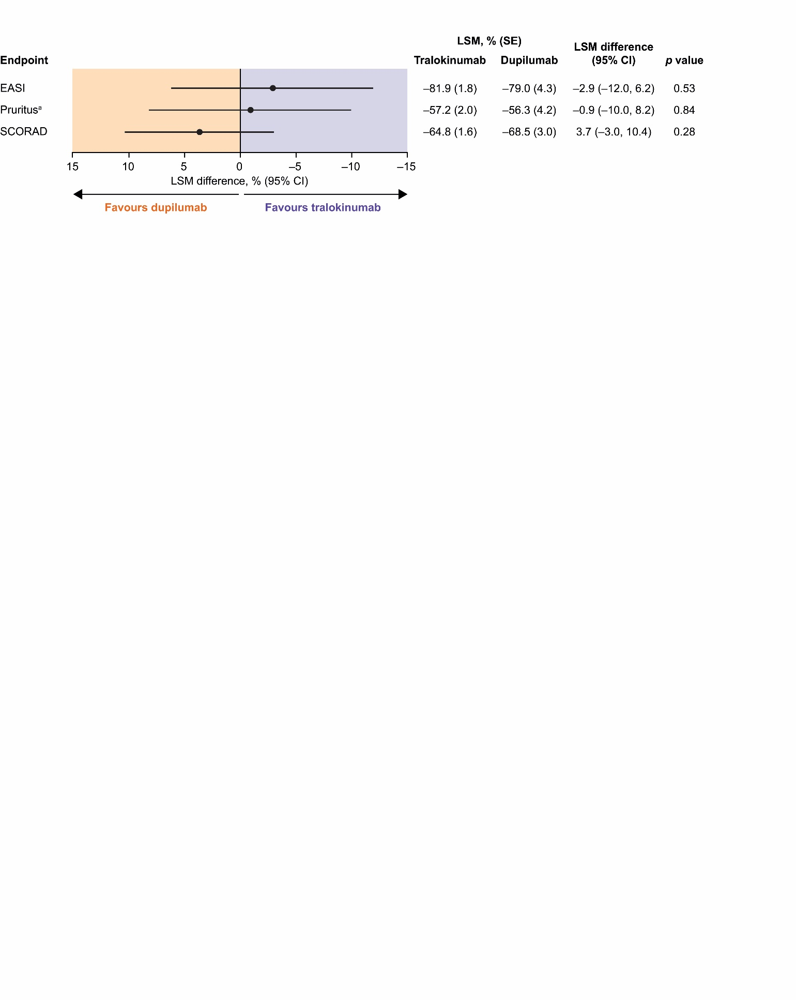 LSM, % (SE)
LSM difference
Endpoint Tralokinumab Dupilumab (95% CI) p value
EASI –81.9 (1.8) –79.0 (4.3) –2.9 (–12.0, 6.2) 0.53
Pruritusᵃ –57.2 (2.0) –56.3 (4.2) –0.9 (–10.0, 8.2) 0.84
SCORAD –64.8 (1.6) –68.5 (3.0) 3.7 (–3.0, 10.4) 0.28
15 10 5 0 –5 –10 –15
LSM difference, % (95% CI)
Favours dupilumab Favours tralokinumab